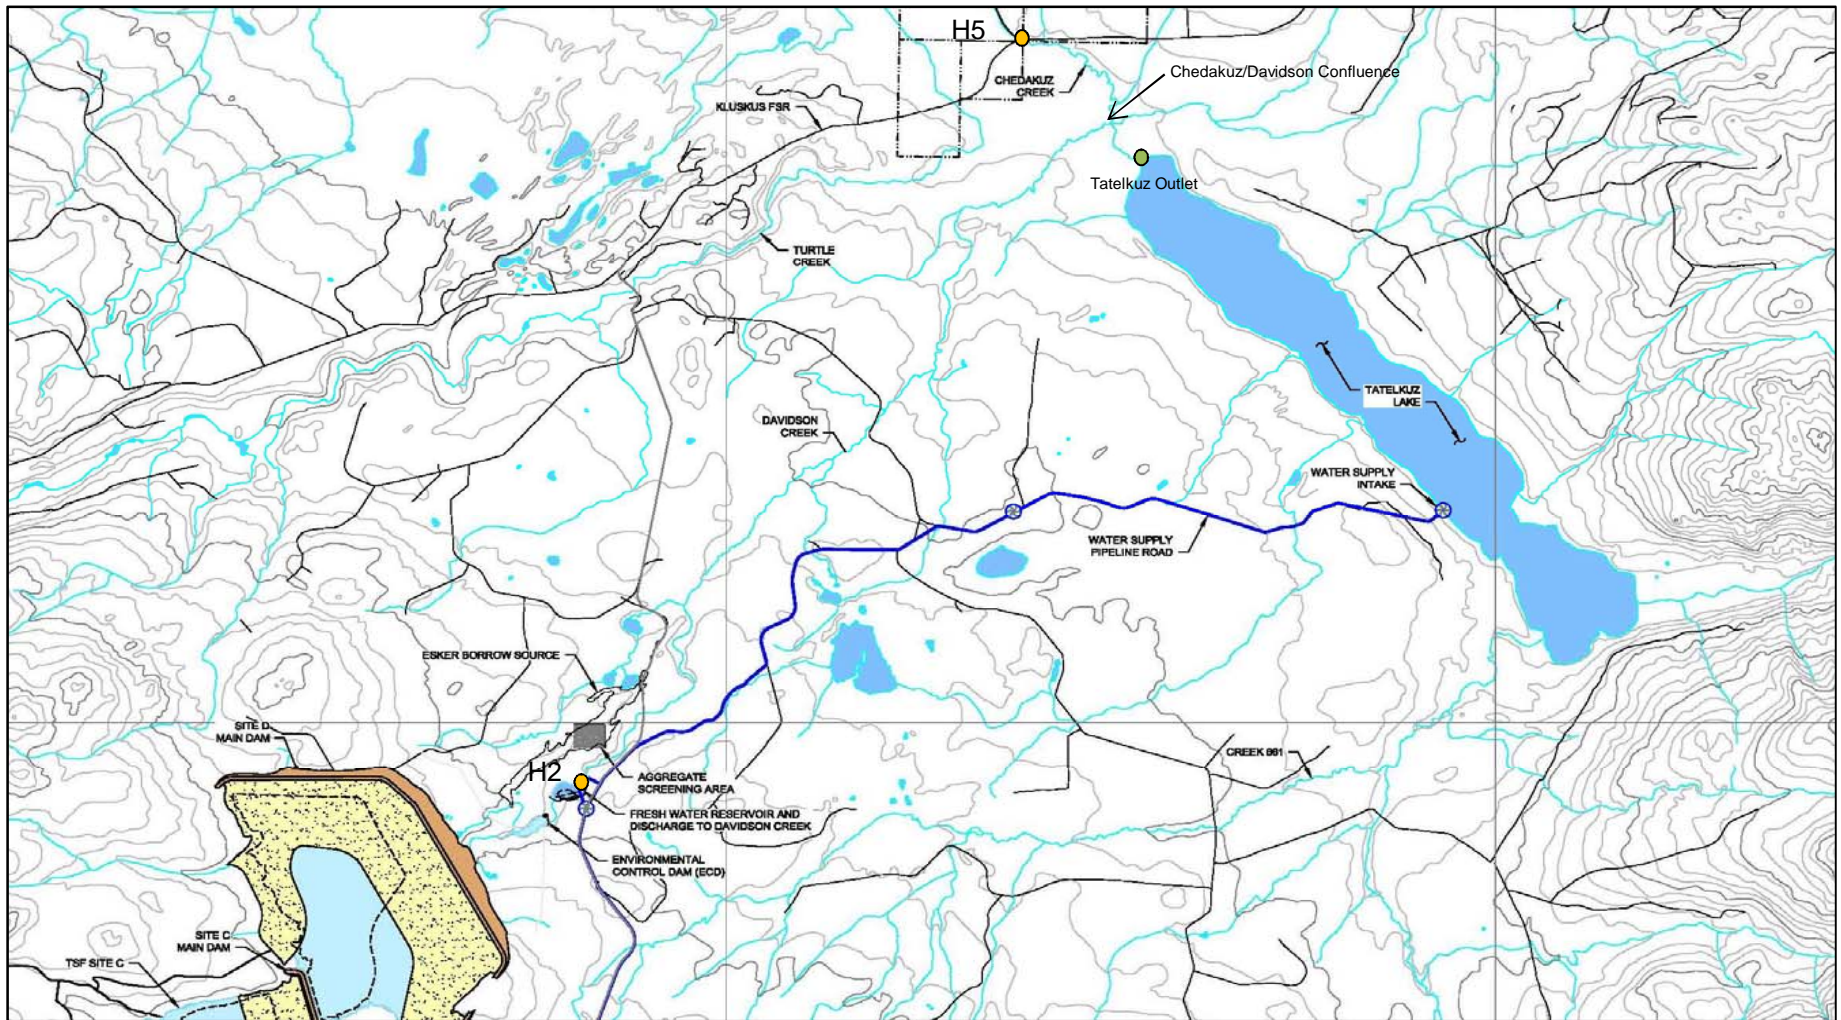 H5
Chedakuz/Davidson Confluence
CHEDAKUZ
CREEK
KLUSKUS FSR
Tatelkuz Outlet
TURTLE
CREEK
TATELKUZ
LAKE
DAVIDSON
CREEK
WATER SUPPLY
INTAKE
WATER SUPPLY
PIPELINE ROAD
ESKER BORROW SOURCE
SITE D
MAIN DAM
CREEK 661
H2
AGGREGATE
SCREENING AREA
FRESH WATER RESERVOIR AND
DISCHARGE TO DAVIDSON CREEK
ENVIRONMENTAL
CONTROL DAM (ECD)
SITE C
MAIN DAM
TSF SITE C